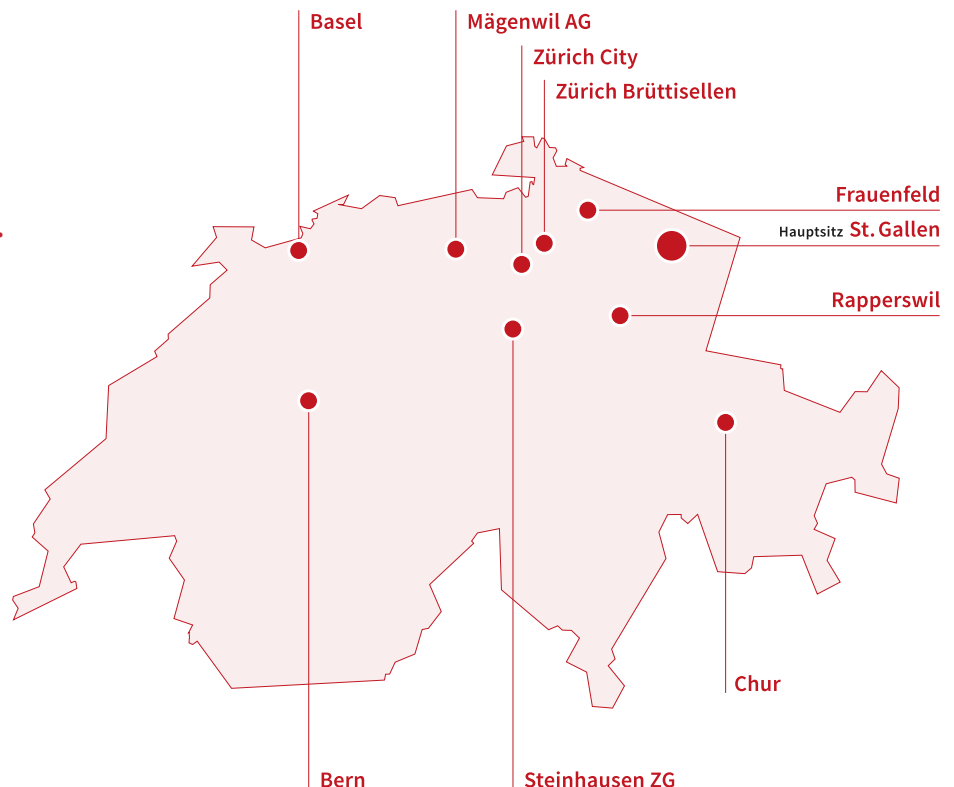 Basel
Mägenwil AG
Zürich City
Zürich Brüttisellen
Frauenfeld
Hauptsitz St. Gallen
Rapperswil
Chur
Bern
Steinhausen ZG